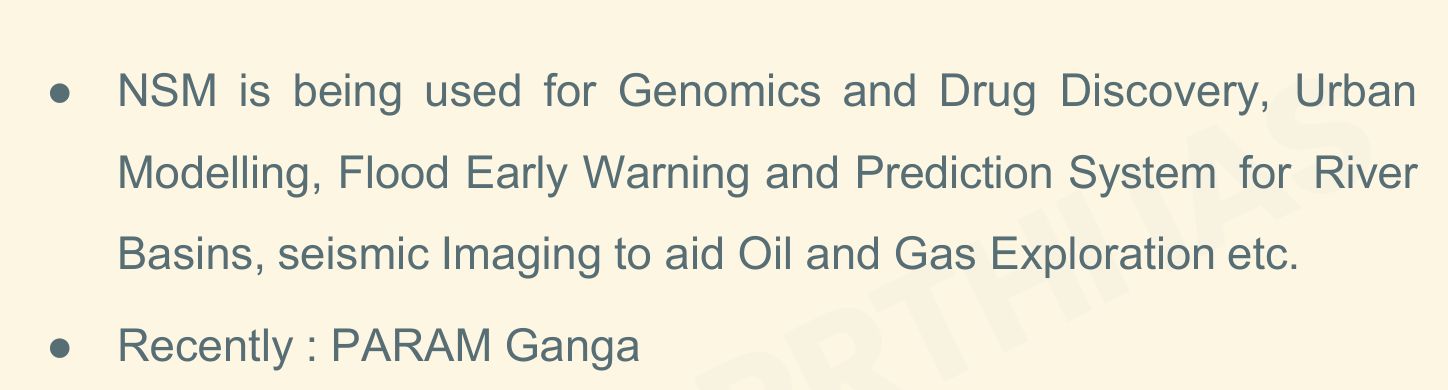 ● NSM is being used for Genomics and Drug Discovery, Urban
Modelling, Flood Early Warning and Prediction System for River
Basins, seismic Imaging to aid Oil and Gas Exploration etc.
● Recently : PARAM Ganga